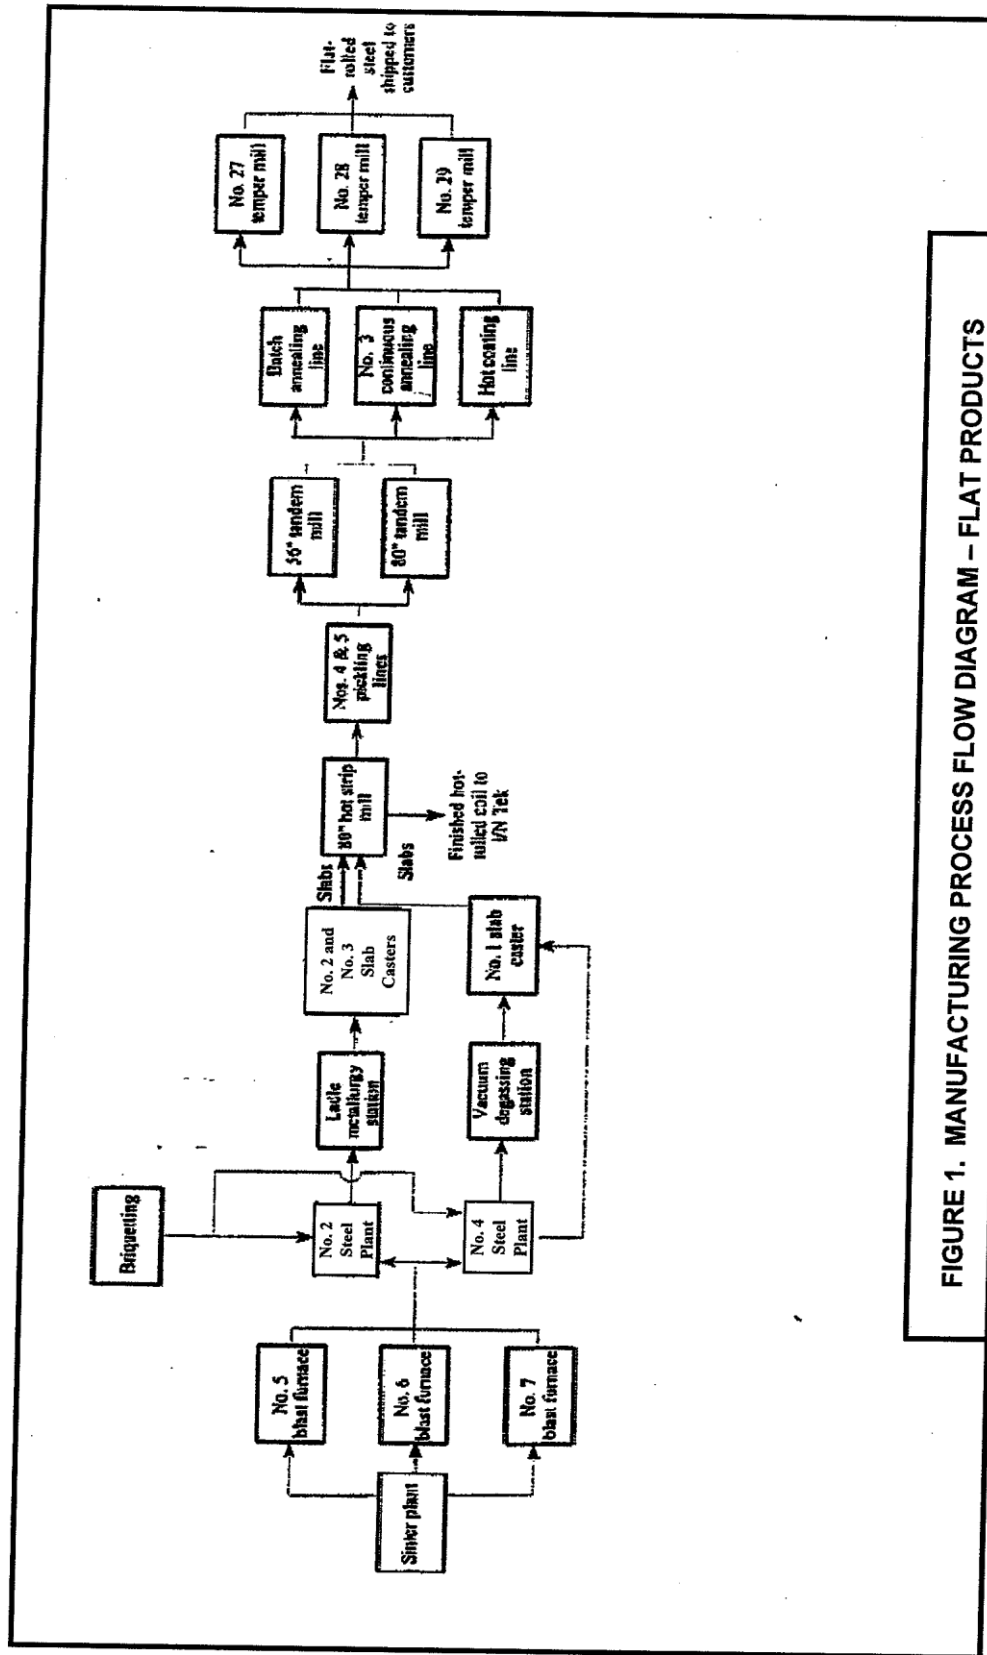 Sinter plant
No. 5
blast furnace
No. 6
blast furnace
No. 7
blast furnace
Briquetting
No. 2
Steel
Plant
No. 4
Steel
Plant
Ladle
metallurgy
station
Vacuum
degassing
station
No. 2 and
No. 3
Slab
Casters
No. 1 slab
caster
Slabs
Slabs
80" hot strip
mill
Finished hot-
rolled coil to
I/N Tek
Nos. 4 & 5
pickling
lines
56" tandem
mill
80" tandem
mill
Batch
annealing
line
No. 3
continuous
annealing
line
Hot coating
line
No. 27
temper mill
No. 28
temper mill
No. 29
temper mill
Flat-
rolled
steel
shipped to
customers
FIGURE 1. MANUFACTURING PROCESS FLOW DIAGRAM – FLAT PRODUCTS